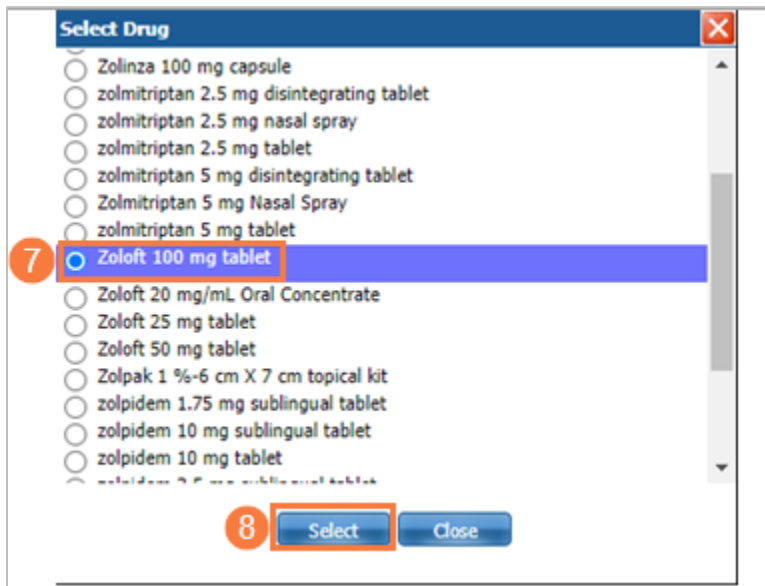 Select Drug
Zolinza 100 mg capsule
zolmitriptan 2.5 mg disintegrating tablet
zolmitriptan 2.5 mg nasal spray
zolmitriptan 2.5 mg tablet
zolmitriptan 5 mg disintegrating tablet
Zolmitriptan 5 mg Nasal Spray
zolmitriptan 5 mg tablet
7 Zoloft 100 mg tablet
Zoloft 20 mg/mL Oral Concentrate
Zoloft 25 mg tablet
Zoloft 50 mg tablet
Zolpak 1 %-6 cm X 7 cm topical kit
zolpidem 1.75 mg sublingual tablet
zolpidem 10 mg sublingual tablet
zolpidem 10 mg tablet
8 Select Close